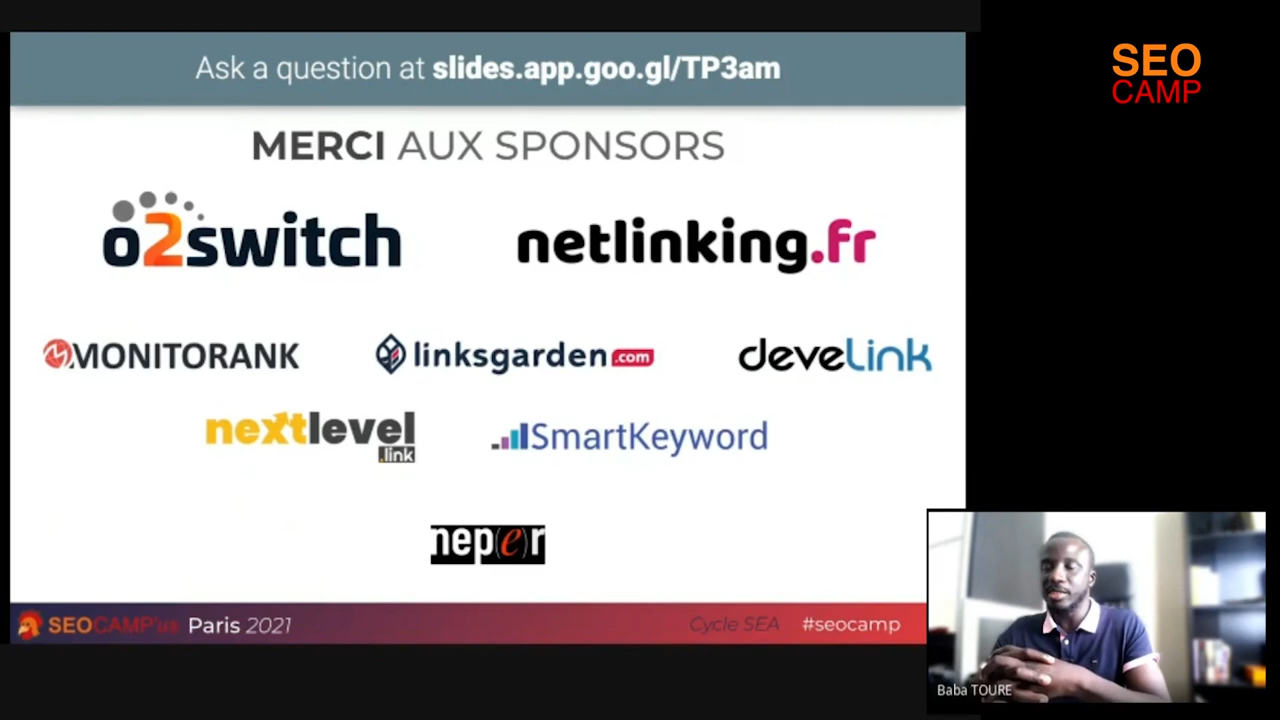 Ask a question at slides.app.goo.gl/TP3am
SEO
CAMP
MERCI AUX SPONSORS
o2switch
netlinking.fr
MONITORANK
linksgarden.com
develink
nextlevel
.link
SmartKeyword
nep(e)r
SEOCAMP'us Paris 2021
Cycle SEA
#seocamp
Baba TOURE